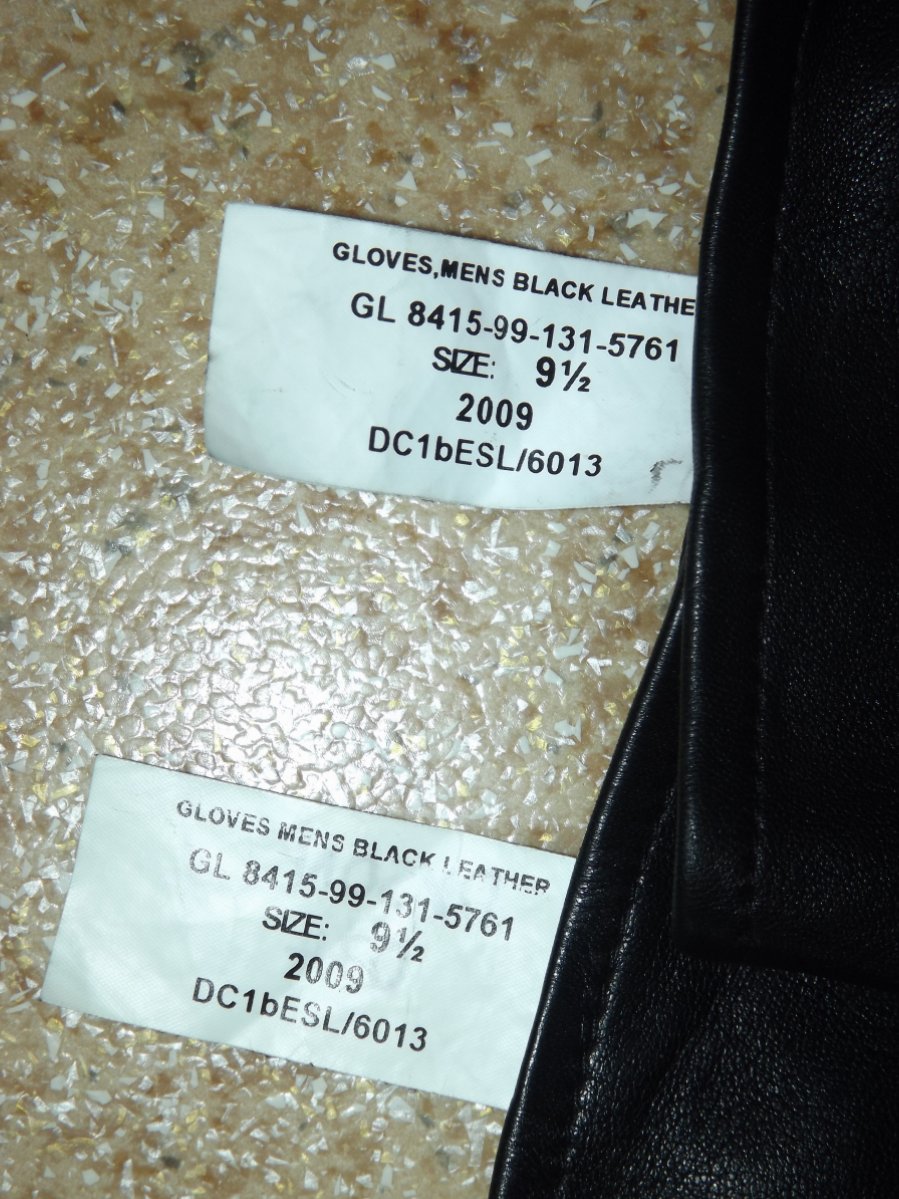 GLOVES,MENS BLACK LEATHE
GL 8415-99-131-5761
SIZE: 9½
2009
DC1bESL/6013
GLOVES MENS BLACK LEATHER
GL 8415-99-131-5761
SIZE: 9½
2009
DC1bESL/6013